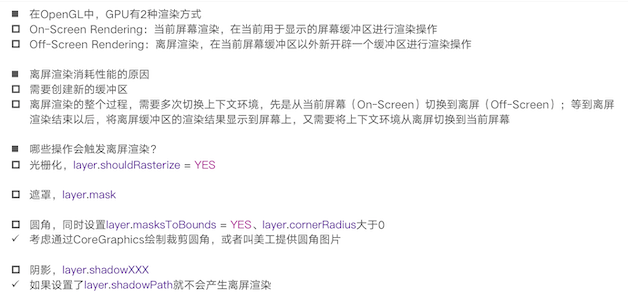 ■ 在OpenGL中，GPU有2种渲染方式
□ On-Screen Rendering：当前屏幕渲染，在当前用于显示的屏幕缓冲区进行渲染操作
□ Off-Screen Rendering：离屏渲染，在当前屏幕缓冲区以外新开辟一个缓冲区进行渲染操作
■ 离屏渲染消耗性能的原因
□ 需要创建新的缓冲区
□ 离屏渲染的整个过程，需要多次切换上下文环境，先是从当前屏幕（On-Screen）切换到离屏（Off-Screen）；等到离屏
渲染结束以后，将离屏缓冲区的渲染结果显示到屏幕上，又需要将上下文环境从离屏切换到当前屏幕
■ 哪些操作会触发离屏渲染？
□ 光栅化，layer.shouldRasterize = YES
□ 遮罩，layer.mask
□ 圆角，同时设置layer.masksToBounds = YES、layer.cornerRadius大于0
✓ 考虑通过CoreGraphics绘制裁剪圆角，或者叫美工提供圆角图片
□ 阴影，layer.shadowXXX
✓ 如果设置了layer.shadowPath就不会产生离屏渲染